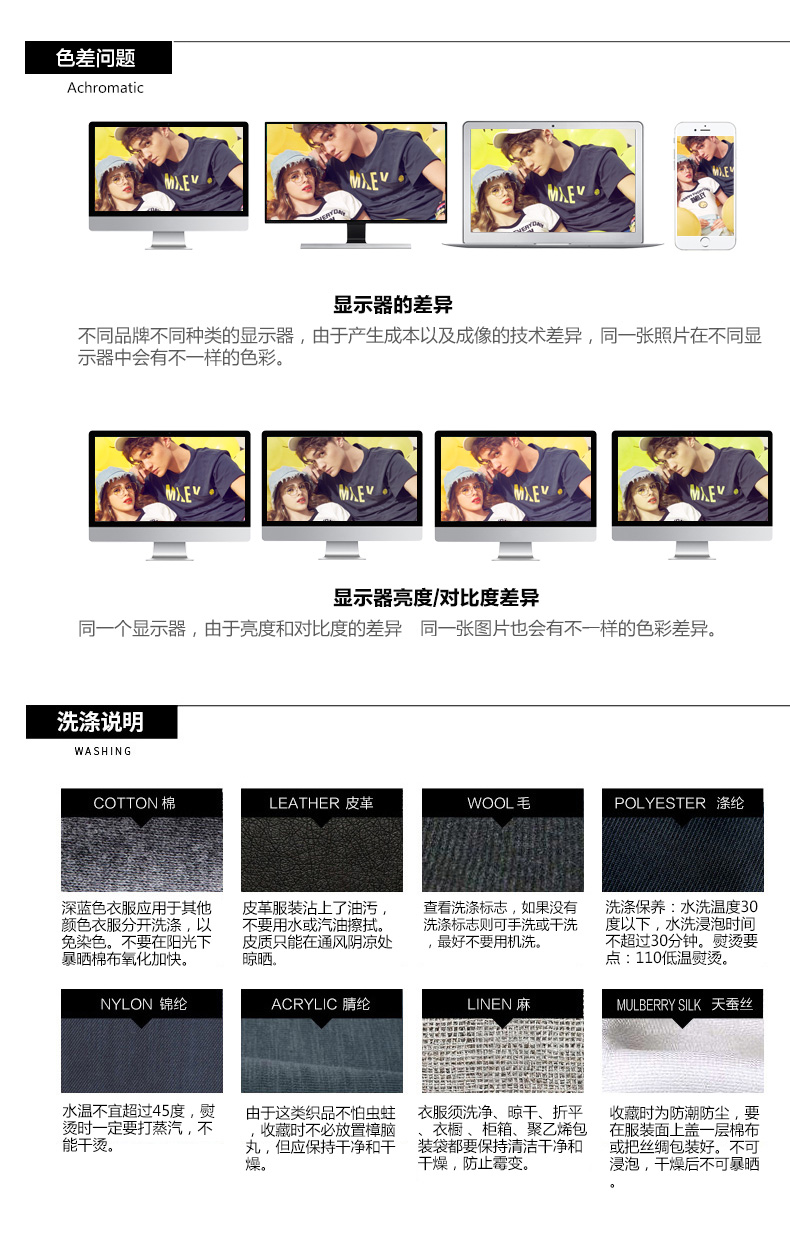 色差问题
Achromatic
MLEV
EVERYDAY
MLEV
EVERYDAY
MLEV
EVERYDAY
MLEV
SMILEY
显示器的差异
不同品牌不同种类的显示器，由于产生成本以及成像的技术差异，同一张照片在不同显
示器中会有不一样的色彩。
MLEV
MLEV
MLEV
MLEV
显示器亮度/对比度差异
同一个显示器，由于亮度和对比度的差异 同一张图片也会有不一样的色彩差异。
洗涤说明
WASHING
COTTON 棉
LEATHER 皮革
WOOL 毛
POLYESTER 涤纶
深蓝色衣服应用于其他
颜色衣服分开洗涤，以
免染色。不要在阳光下
暴晒棉布氧化加快。
皮革服装沾上了油污，
不要用水或汽油擦拭。
皮质只能在通风阴凉处
晾晒。
查看洗涤标志，如果没有
洗涤标志则可手洗或干洗
，最好不要用机洗。
洗涤保养：水洗温度30
度以下，水洗浸泡时间
不超过30分钟。熨烫要
点：110低温熨烫。
NYLON 锦纶
ACRYLIC 腈纶
LINEN 麻
MULBERRY SILK 天蚕丝
水温不宜超过45度，熨
烫时一定要打蒸汽，不
能干烫。
由于这类织品不怕虫蛀
，收藏时不必放置樟脑
丸，但应保持干净和干
燥。
衣服须洗净、晾干、折平
、衣橱 、柜箱、聚乙烯包
装袋都要保持清洁干净和
干燥，防止霉变。
收藏时为防潮防尘，要
在服装面上盖一层棉布
或把丝绸包装好。不可
浸泡，干燥后不可暴晒
。